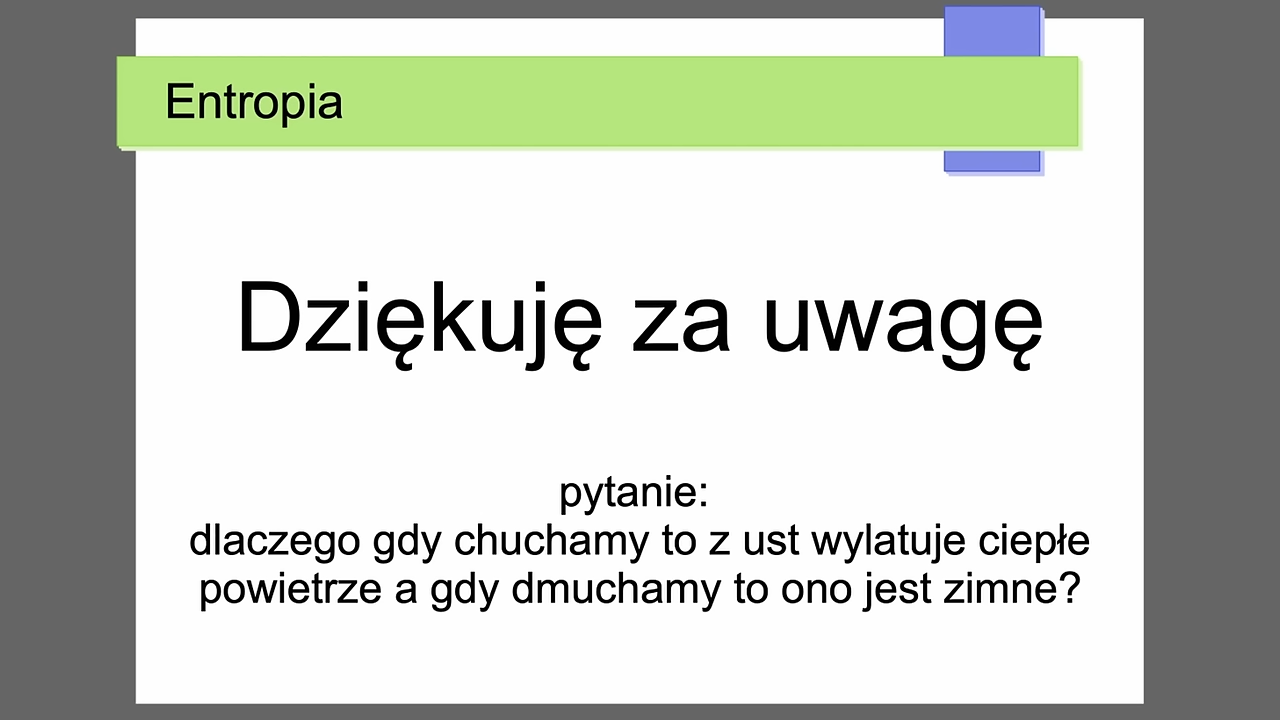 Entropia
Dziękuję za uwagę
pytanie:
dlaczego gdy chuchamy to z ust wylatuje ciepłe
powietrze a gdy dmuchamy to ono jest zimne?